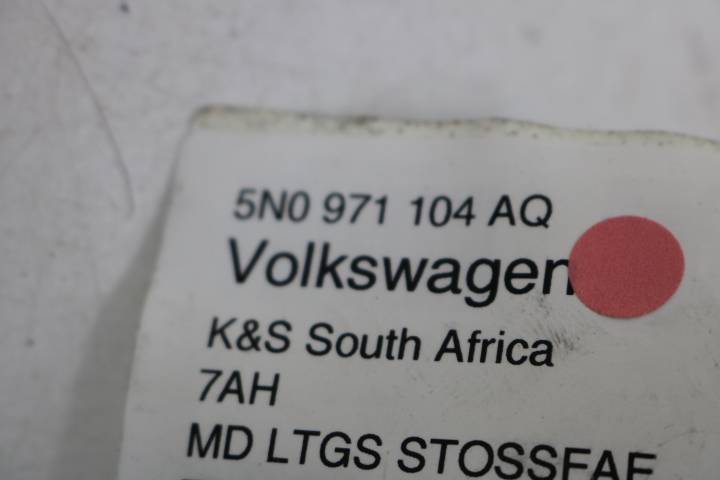 5N0 971 104 AQ
Volkswagen
K&S South Africa
7AH
MD LTGS STOSSFAE